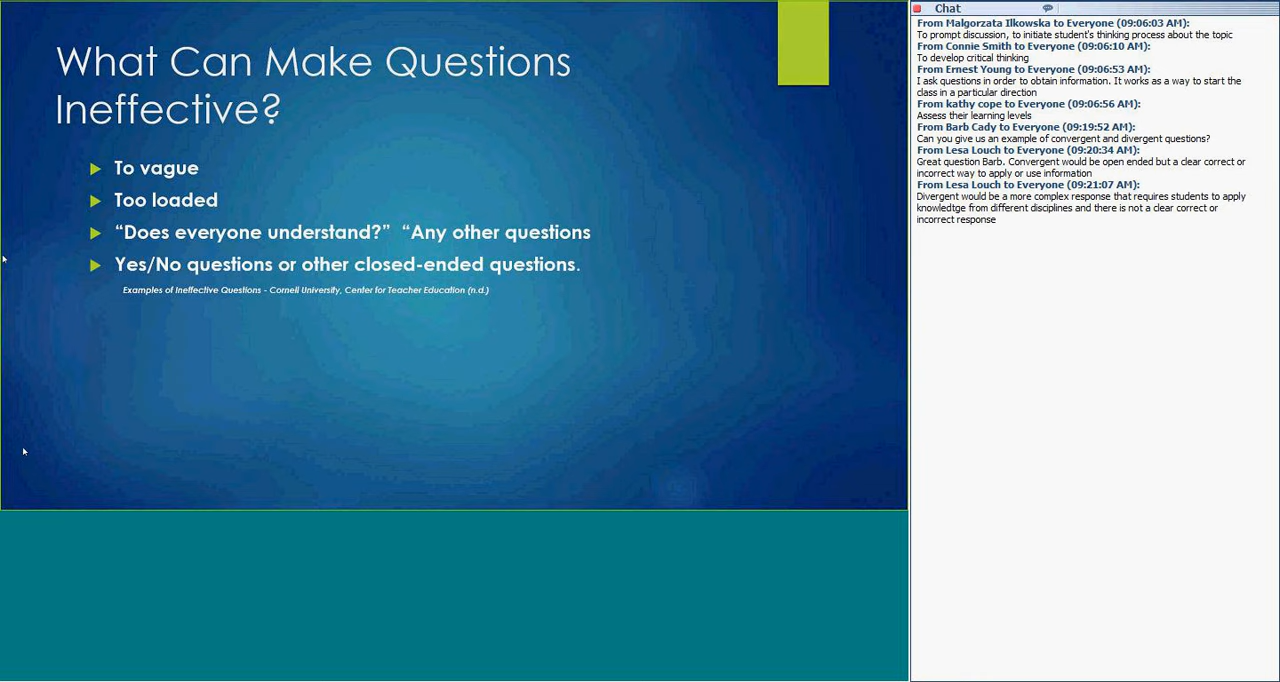 What Can Make Questions
Ineffective?
To vague
Too loaded
“Does everyone understand?” “Any other questions
Yes/No questions or other closed-ended questions.
Examples of Ineffective Questions - Cornell University, Center for Teacher Education (n.d.)
Chat
From Malgorzata Ilkowska to Everyone (09:06:03 AM):
To prompt discussion, to initiate student's thinking process about the topic
From Connie Smith to Everyone (09:06:10 AM):
To develop critical thinking
From Ernest Young to Everyone (09:06:53 AM):
I ask questions in order to obtain information. It works as a way to start the
class in a particular direction
From kathy cope to Everyone (09:06:56 AM):
Assess their learning levels
From Barb Cady to Everyone (09:19:52 AM):
Can you give us an example of convergent and divergent questions?
From Lesa Louch to Everyone (09:20:34 AM):
Great question Barb. Convergent would be open ended but a clear correct or
incorrect way to apply or use information
From Lesa Louch to Everyone (09:21:07 AM):
Divergent would be a more complex response that requires students to apply
knowledtge from different disciplines and there is not a clear correct or
incorrect response